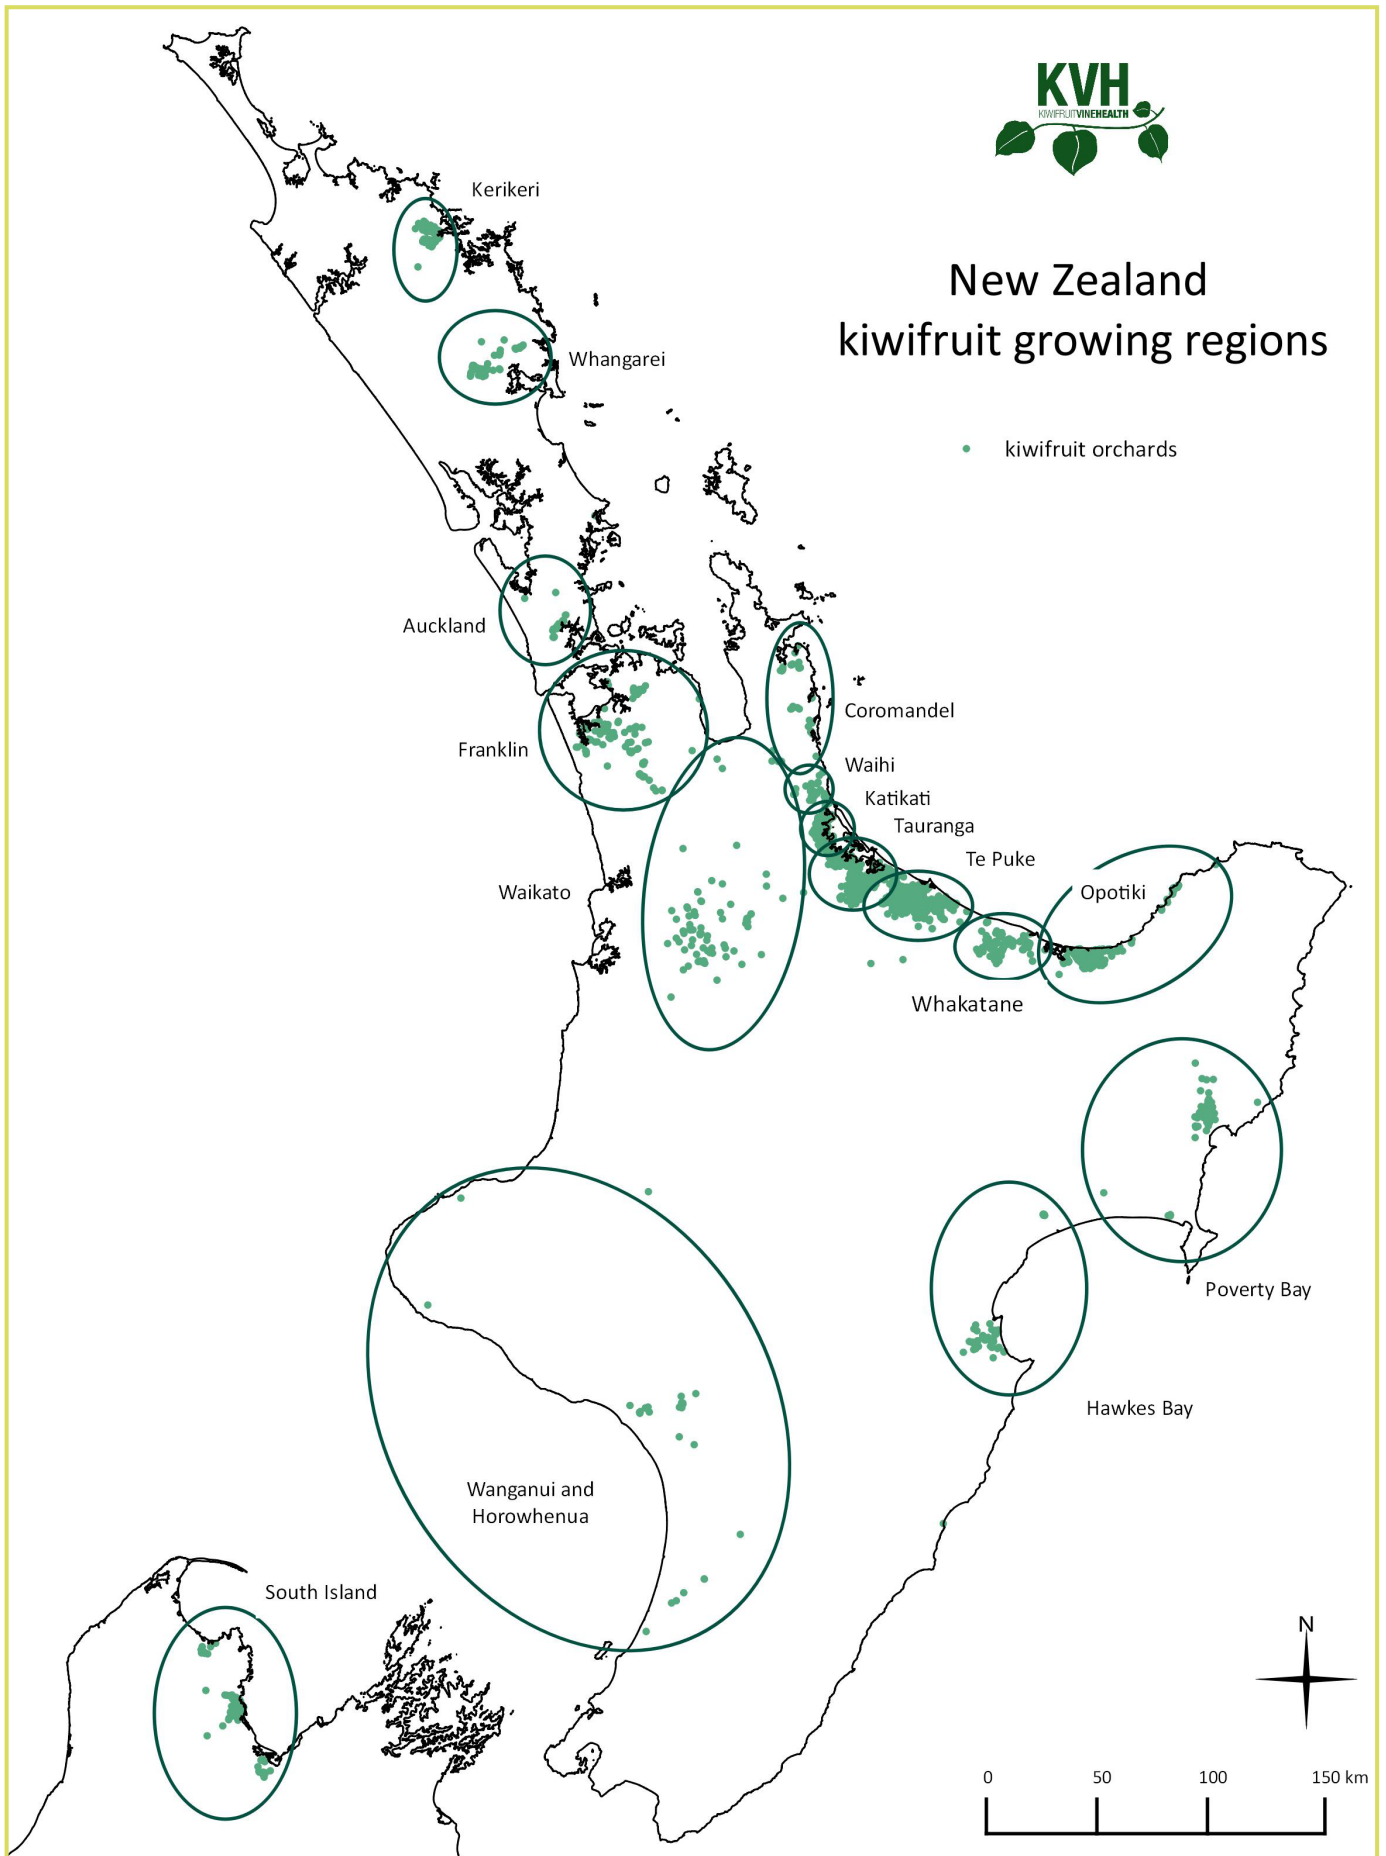 KVH
KIWIFRUITVINEHEALTH
New Zealand
kiwifruit growing regions
kiwifruit orchards
Kerikeri
Whangarei
Auckland
Franklin
Coromandel
Waihi
Katikati
Tauranga
Te Puke
Opotiki
Waikato
Whakatane
Poverty Bay
Hawkes Bay
Wanganui and
Horowhenua
South Island
N
0 50 100 150 km